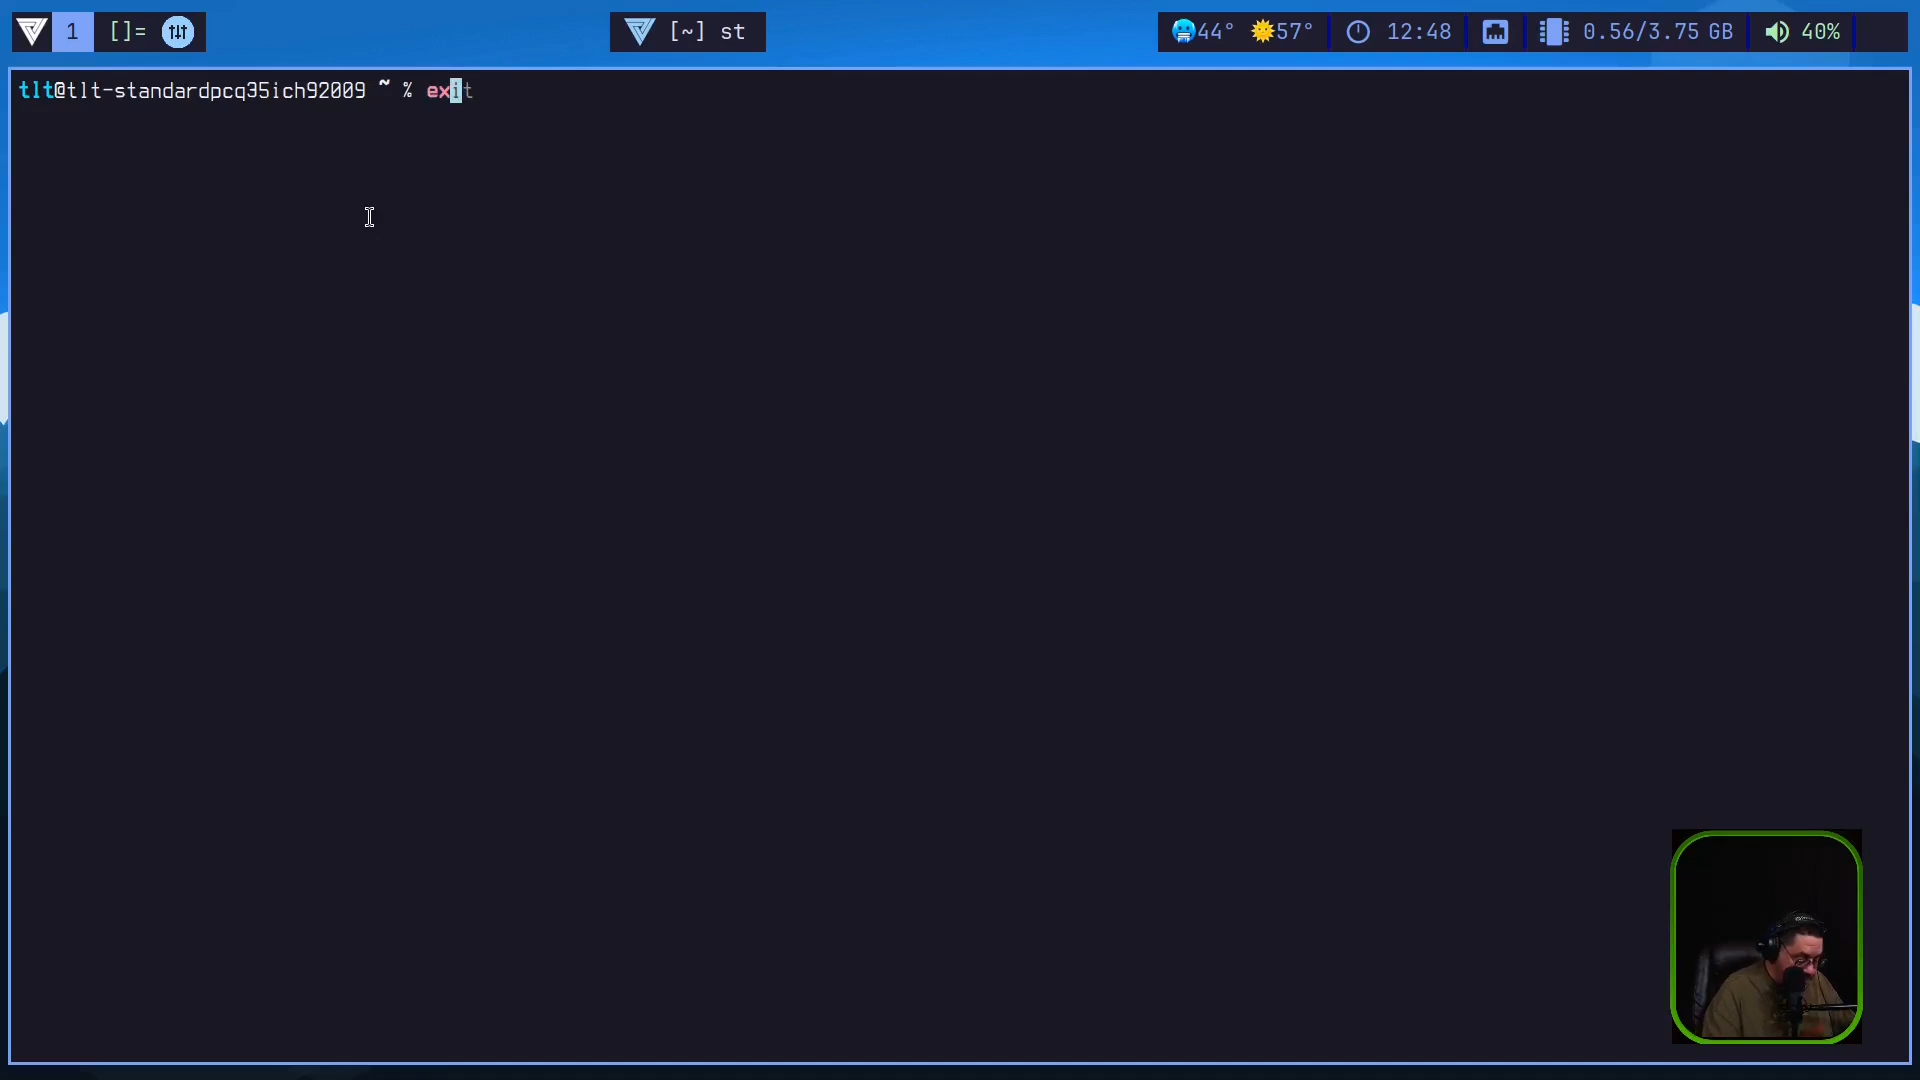 1 []= [~] st 44° 57° 12:48 0.56/3.75 GB 40%
tlt@tlt-standardpcq35ich92009 ~ % exit